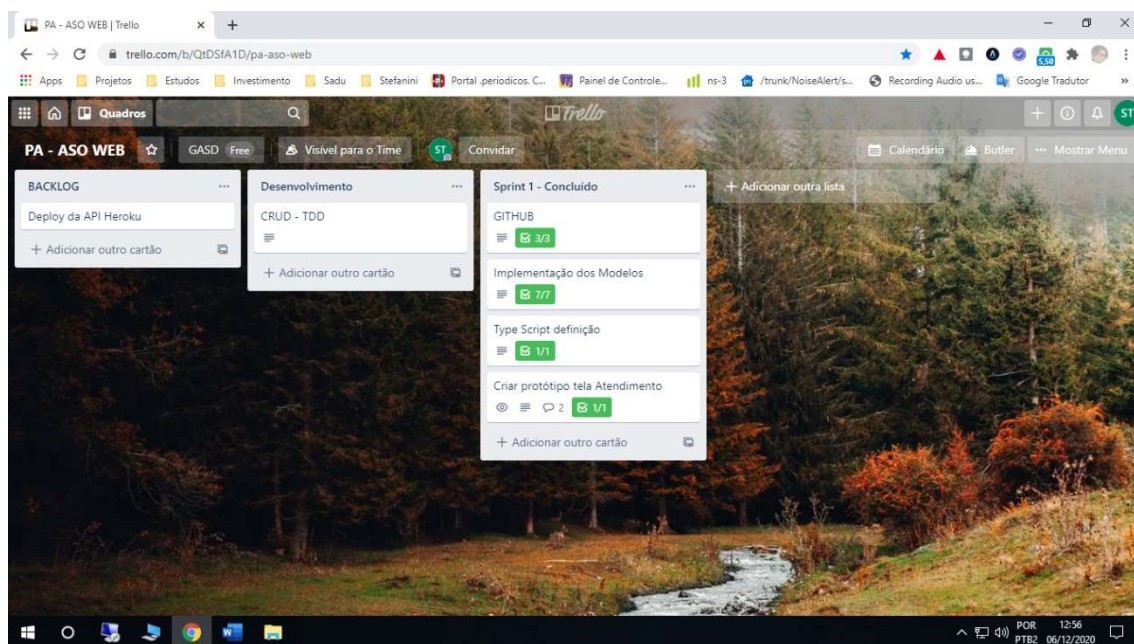 PA - ASO WEB | Trello
trello.com/b/QtDSfA1D/pa-aso-web
Apps Projetos Estudos Investimento Sadu Stefanini Portal .periodicos. C... Painel de Controle... ns-3 /trunk/NoiseAlert/s... Recording Audio us... Google Tradutor »
5,50
Quadros Trello ST
PA - ASO WEB GASD Free Visível para o Time ST Convidar Calendário Butler ... Mostrar Menu
BACKLOG ...
Deploy da API Heroku
+ Adicionar outro cartão
Desenvolvimento ...
CRUD - TDD
+ Adicionar outro cartão
Sprint 1 - Concluído ...
GITHUB
3/3
Implementação dos Modelos
7/7
Type Script definição
1/1
Criar protótipo tela Atendimento
2 1/1
+ Adicionar outro cartão
+ Adicionar outra lista
POR 12:56
PTB2 06/12/2020